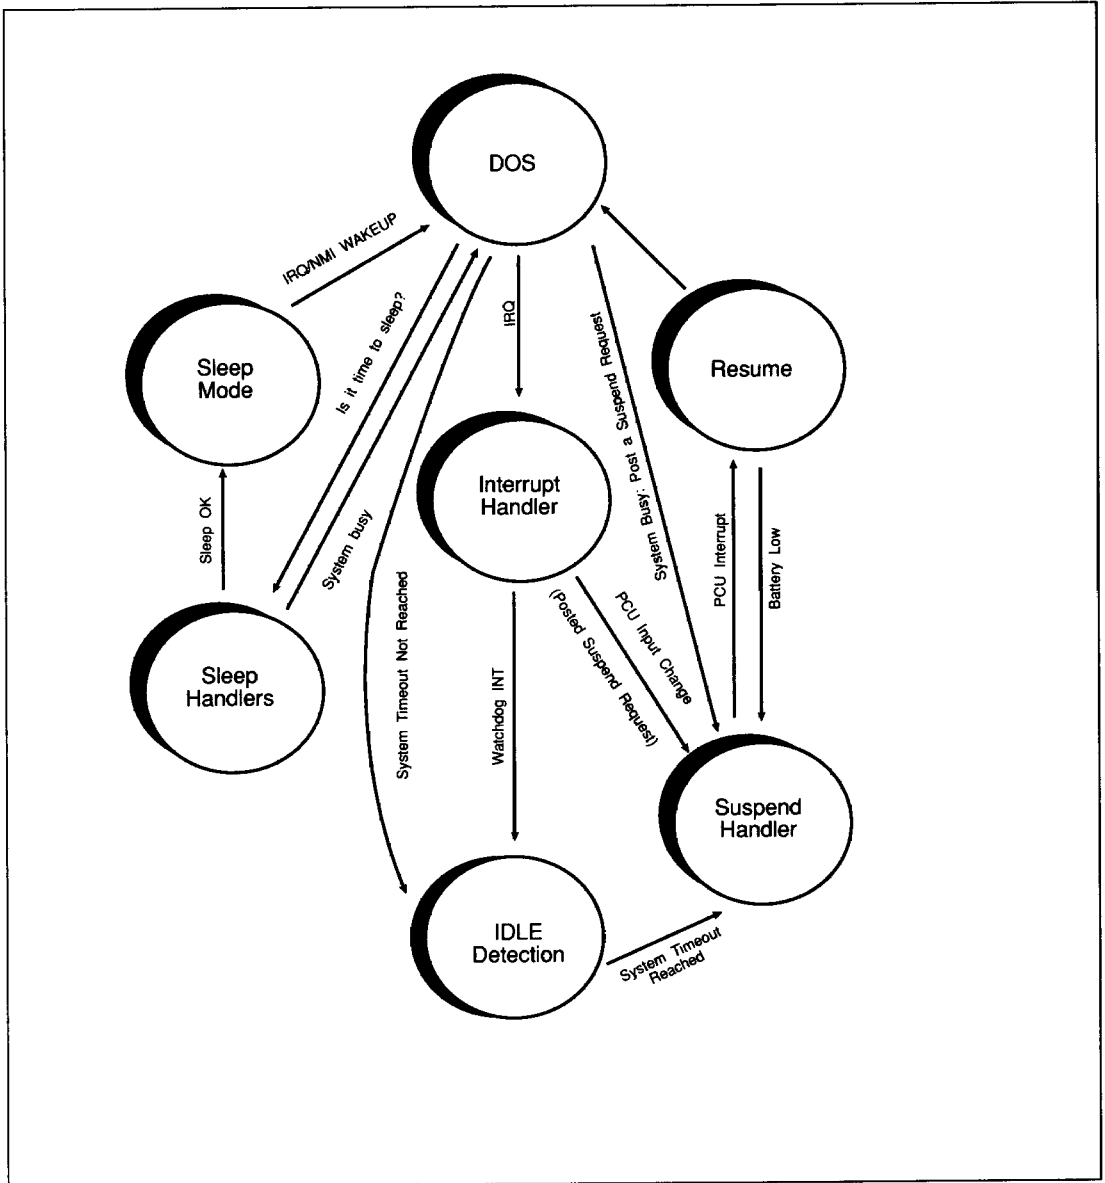 DOS
IRQ/NMI WAKEUP
Is it time to sleep?
IRQ
System Busy: Post a Suspend Request
Sleep
Mode
Resume
Interrupt
Handler
Sleep OK
System busy
PCU Interrupt
Battery Low
System Timeout Not Reached
PCU Input Change
(Posted Suspend Request)
Watchdog INT
Sleep
Handlers
Suspend
Handler
IDLE
Detection
System Timeout
Reached